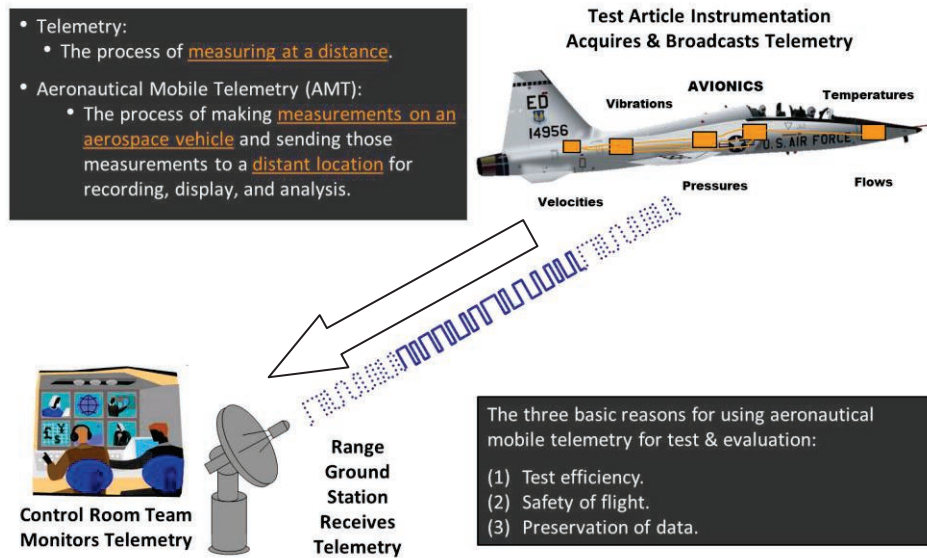 • Telemetry:
• The process of measuring at a distance.
• Aeronautical Mobile Telemetry (AMT):
• The process of making measurements on an
aerospace vehicle and sending those
measurements to a distant location for
recording, display, and analysis.
Test Article Instrumentation
Acquires & Broadcasts Telemetry
AVIONICS
Vibrations
Temperatures
ED
14956
U.S. AIR FORCE
Velocities
Pressures
Flows
£ ¥
$
Control Room Team
Monitors Telemetry
Range
Ground
Station
Receives
Telemetry
The three basic reasons for using aeronautical
mobile telemetry for test & evaluation:
(1) Test efficiency.
(2) Safety of flight.
(3) Preservation of data.